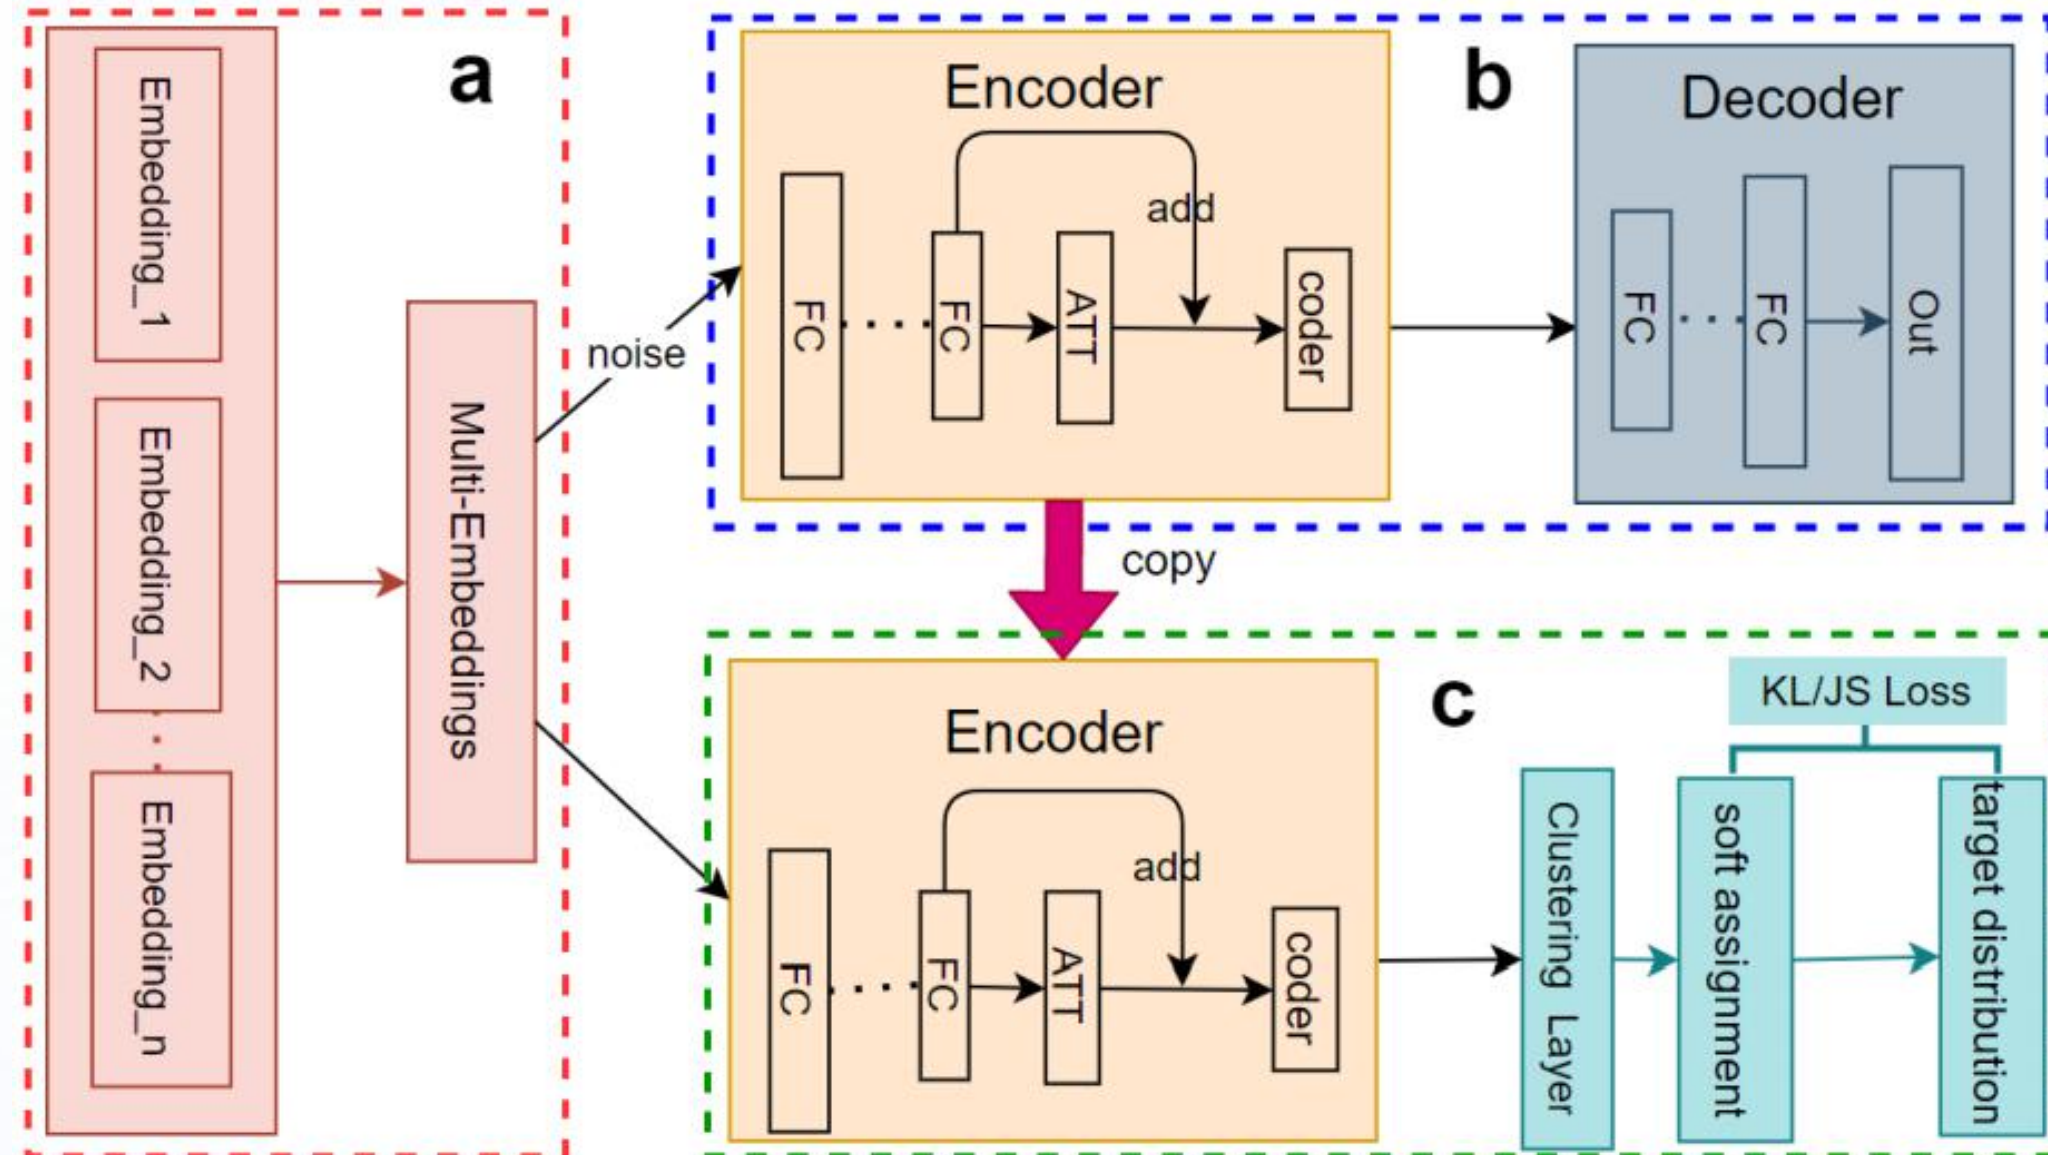 a
Embedding_1
Embedding_2
Embedding_n
Multi-Embeddings
noise
b
Encoder
add
FC
FC
ATT
coder
Decoder
FC
FC
Out
copy
c
Encoder
add
FC
FC
ATT
coder
KL/JS Loss
Clustering Layer
soft assignment
target distribution